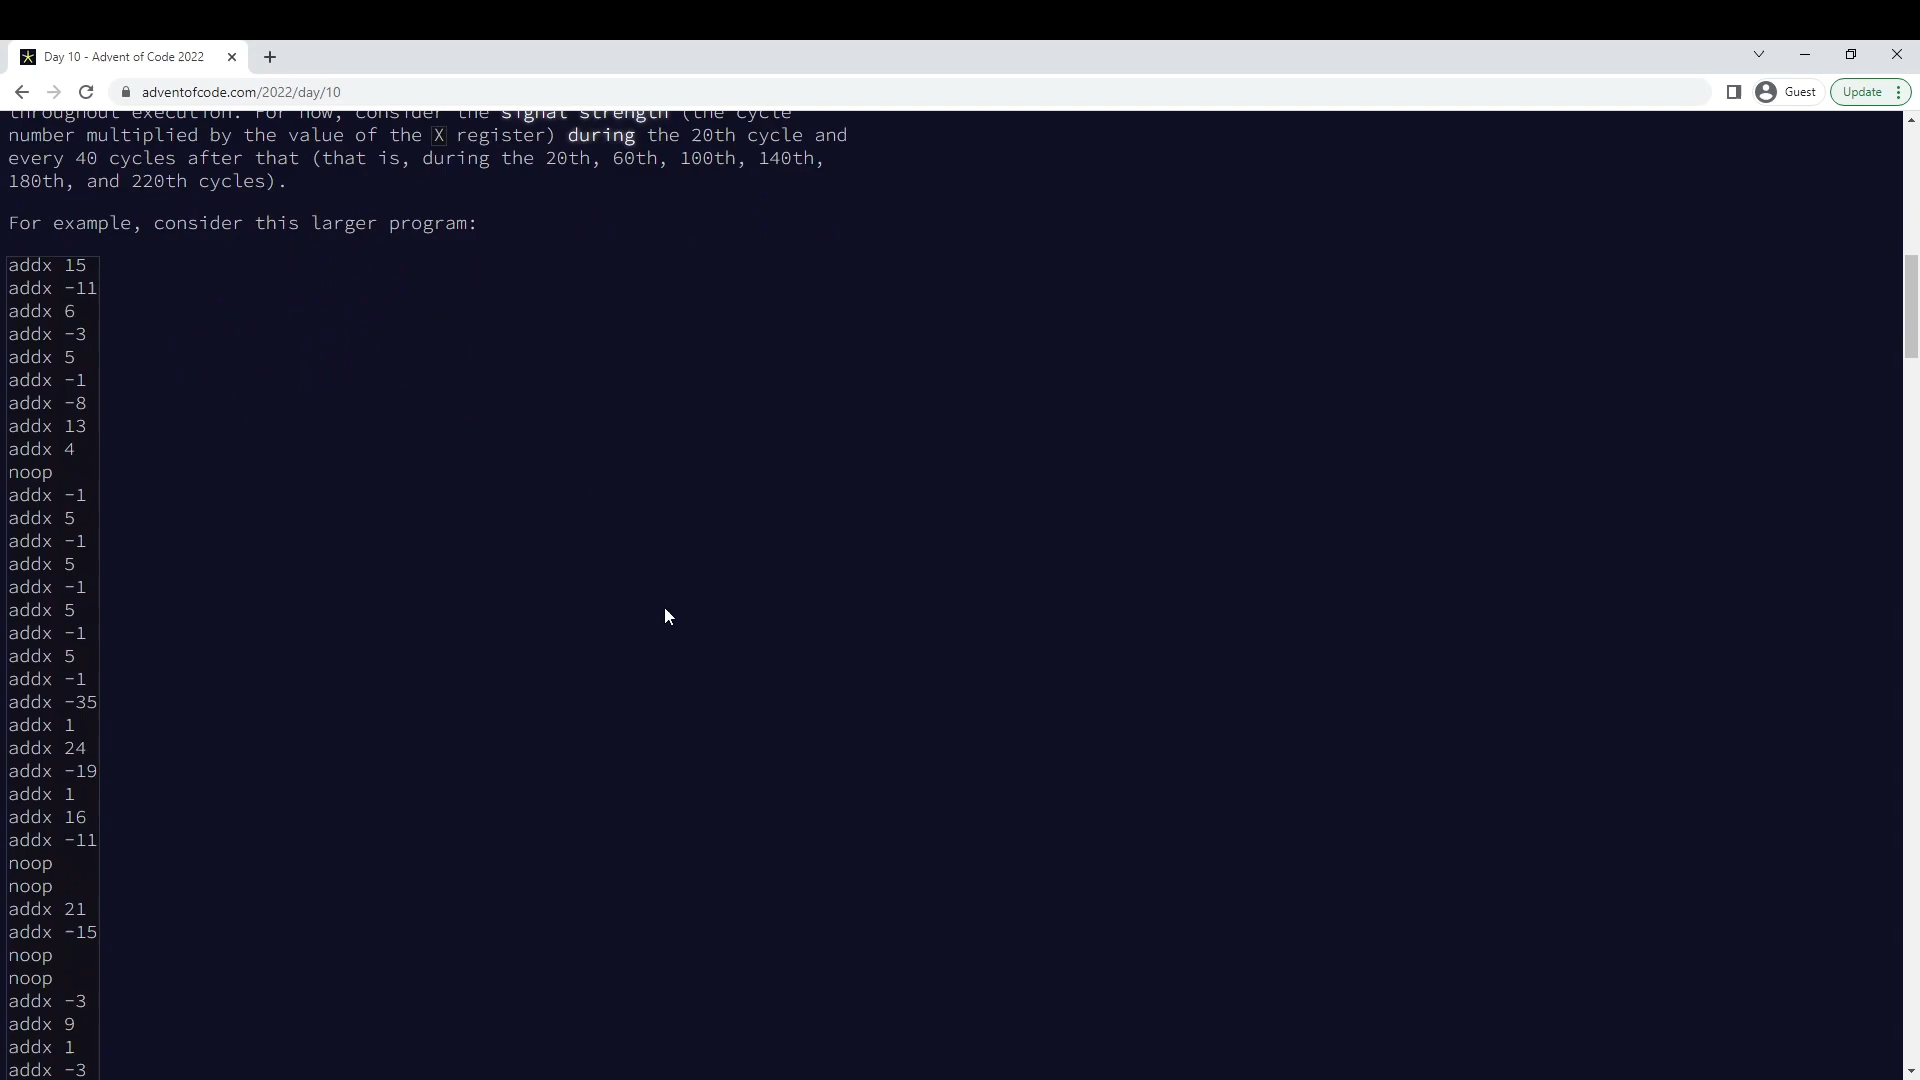 Day 10 - Advent of Code 2022
adventofcode.com/2022/day/10
Guest
Update
throughout execution. For now, consider the signal strength (the cycle
number multiplied by the value of the X register) during the 20th cycle and
every 40 cycles after that (that is, during the 20th, 60th, 100th, 140th,
180th, and 220th cycles).
For example, consider this larger program:
addx 15
addx -11
addx 6
addx -3
addx 5
addx -1
addx -8
addx 13
addx 4
noop
addx -1
addx 5
addx -1
addx 5
addx -1
addx 5
addx -1
addx 5
addx -1
addx -35
addx 1
addx 24
addx -19
addx 1
addx 16
addx -11
noop
noop
addx 21
addx -15
noop
noop
addx -3
addx 9
addx 1
addx -3